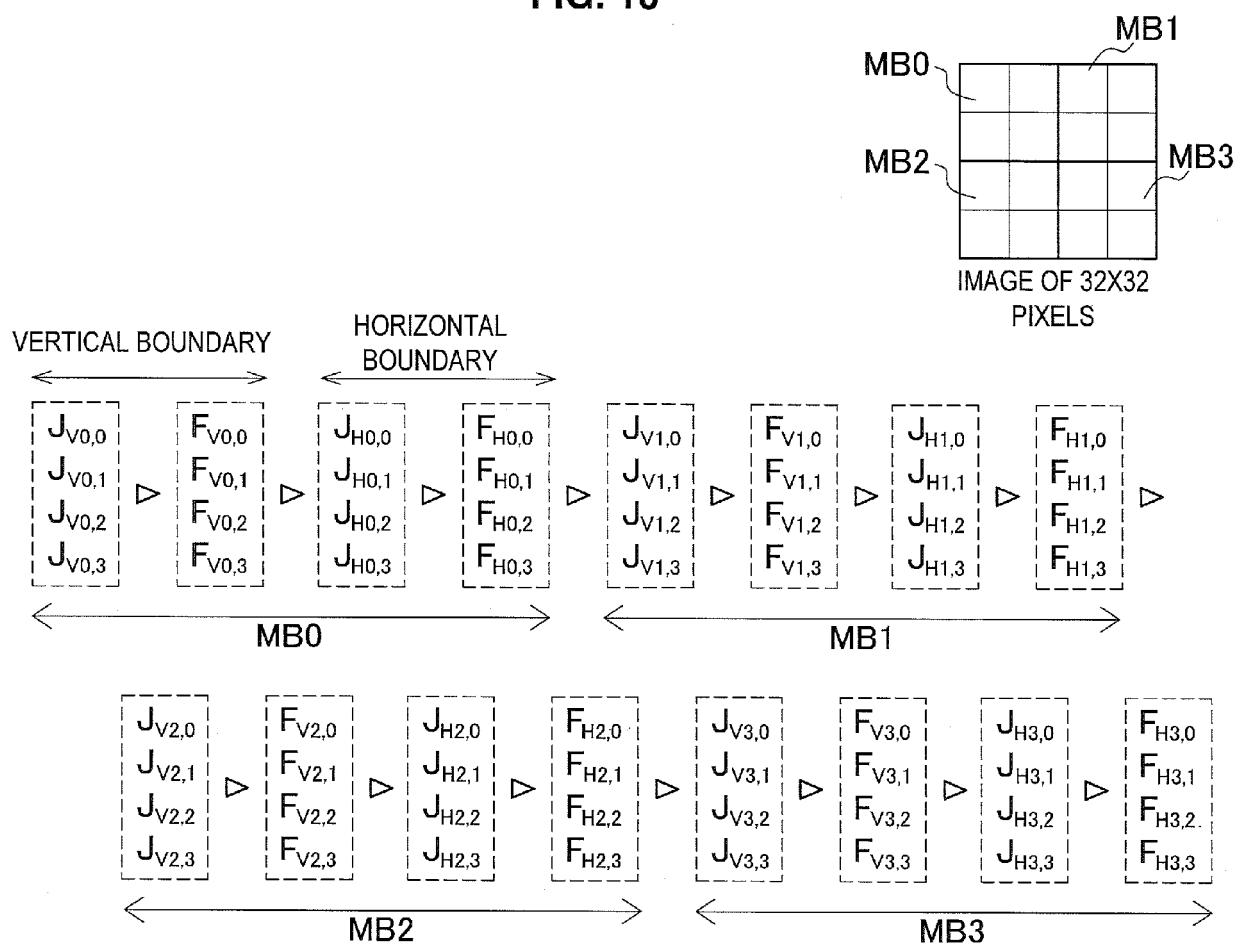 FIG.
MB1
MB0
MB2
MB3
IMAGE OF 32X32
PIXELS
VERTICAL BOUNDARY
HORIZONTAL
BOUNDARY
JV0,0 FV0,0 JH0,0 FH0,0 JV1,0 FV1,0 JH1,0 FH1,0
JV0,1 FV0,1 JH0,1 FH0,1 JV1,1 FV1,1 JH1,1 FH1,1
JV0,2 FV0,2 JH0,2 FH0,2 JV1,2 FV1,2 JH1,2 FH1,2
JV0,3 FV0,3 JH0,3 FH0,3 JV1,3 FV1,3 JH1,3 FH1,3
MB0 MB1
JV2,0 FV2,0 JH2,0 FH2,0 JV3,0 FV3,0 JH3,0 FH3,0
JV2,1 FV2,1 JH2,1 FH2,1 JV3,1 FV3,1 JH3,1 FH3,1
JV2,2 FV2,2 JH2,2 FH2,2 JV3,2 FV3,2 JH3,2 FH3,2
JV2,3 FV2,3 JH2,3 FH2,3 JV3,3 FV3,3 JH3,3 FH3,3
MB2 MB3